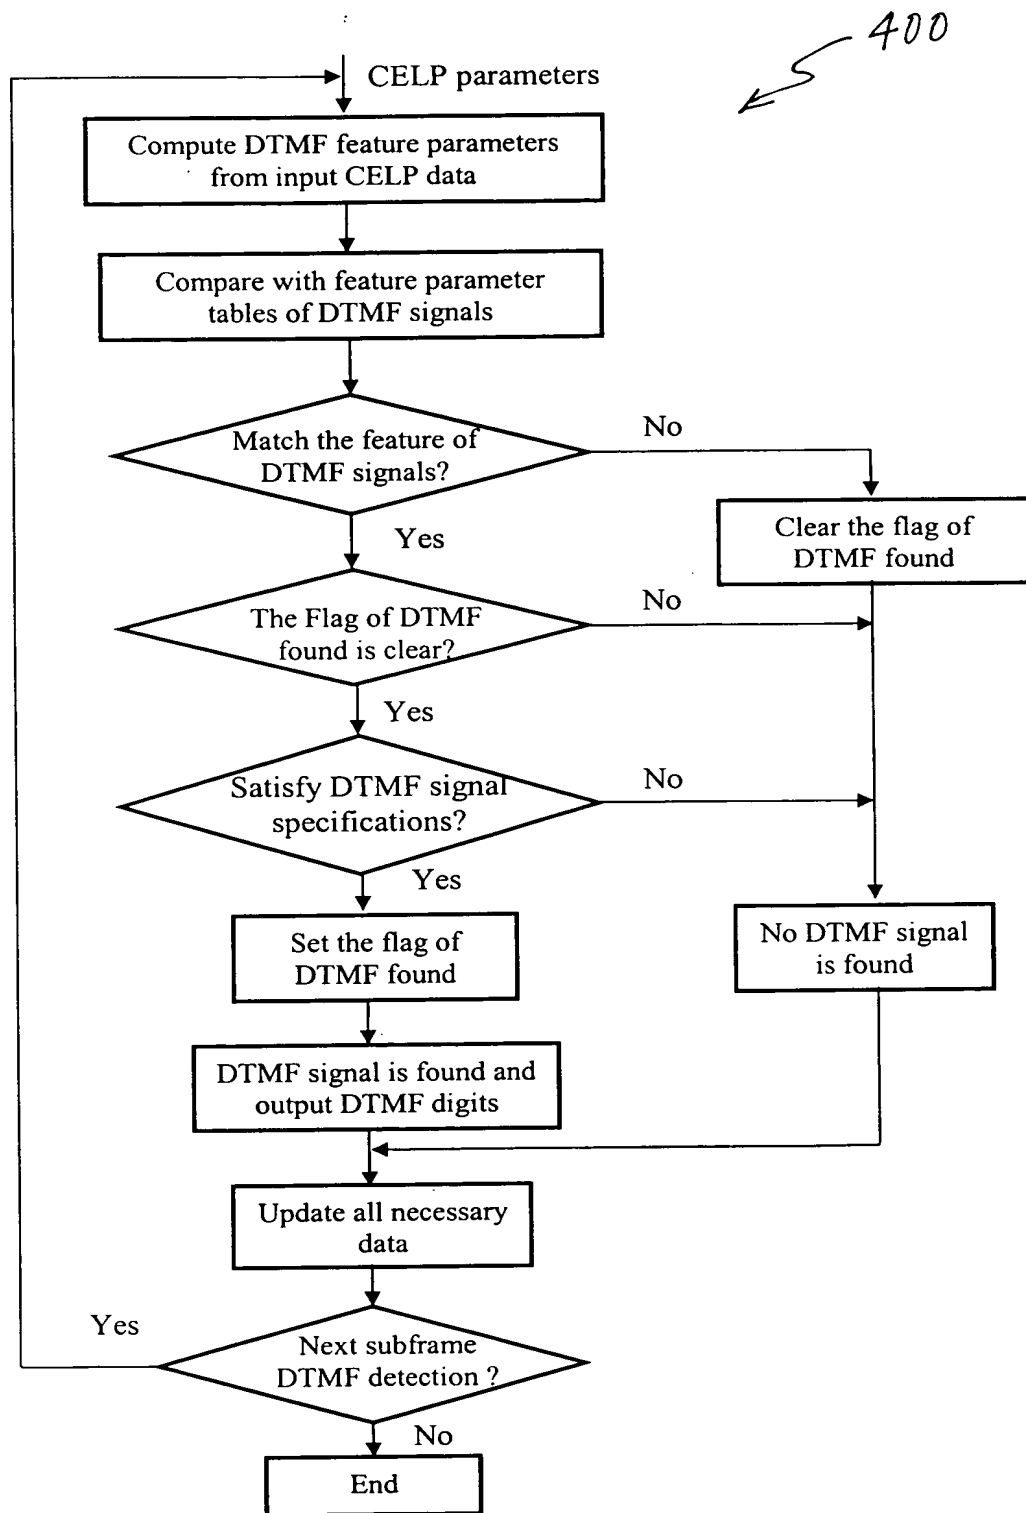 400
CELP parameters
Compute DTMF feature parameters
from input CELP data
Compare with feature parameter
tables of DTMF signals
Match the feature of
DTMF signals?
No
Yes
Clear the flag of
DTMF found
The Flag of DTMF
found is clear?
No
Yes
Satisfy DTMF signal
specifications?
No
Yes
Set the flag of
DTMF found
No DTMF signal
is found
DTMF signal is found and
output DTMF digits
Update all necessary
data
Yes
Next subframe
DTMF detection ?
No
End